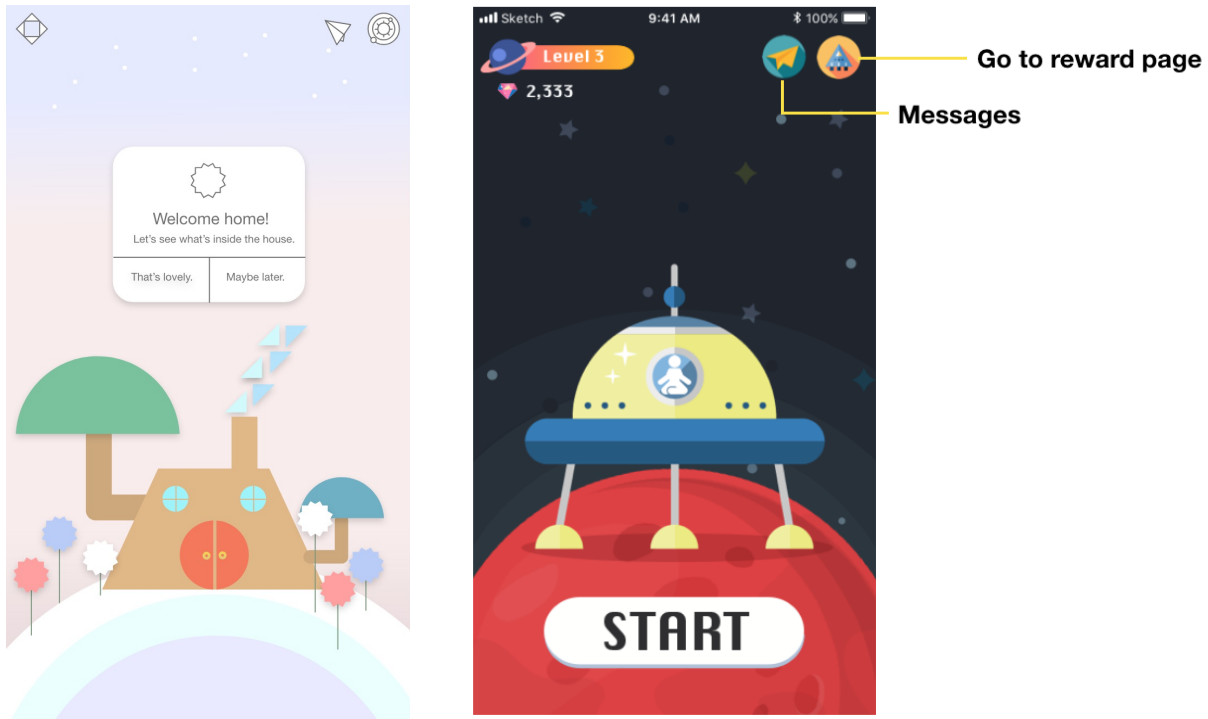 Welcome home!
Let's see what's inside the house.
That's lovely.
Maybe later.
Sketch
9:41 AM
100%
Level 3
2,333
START
Go to reward page
Messages